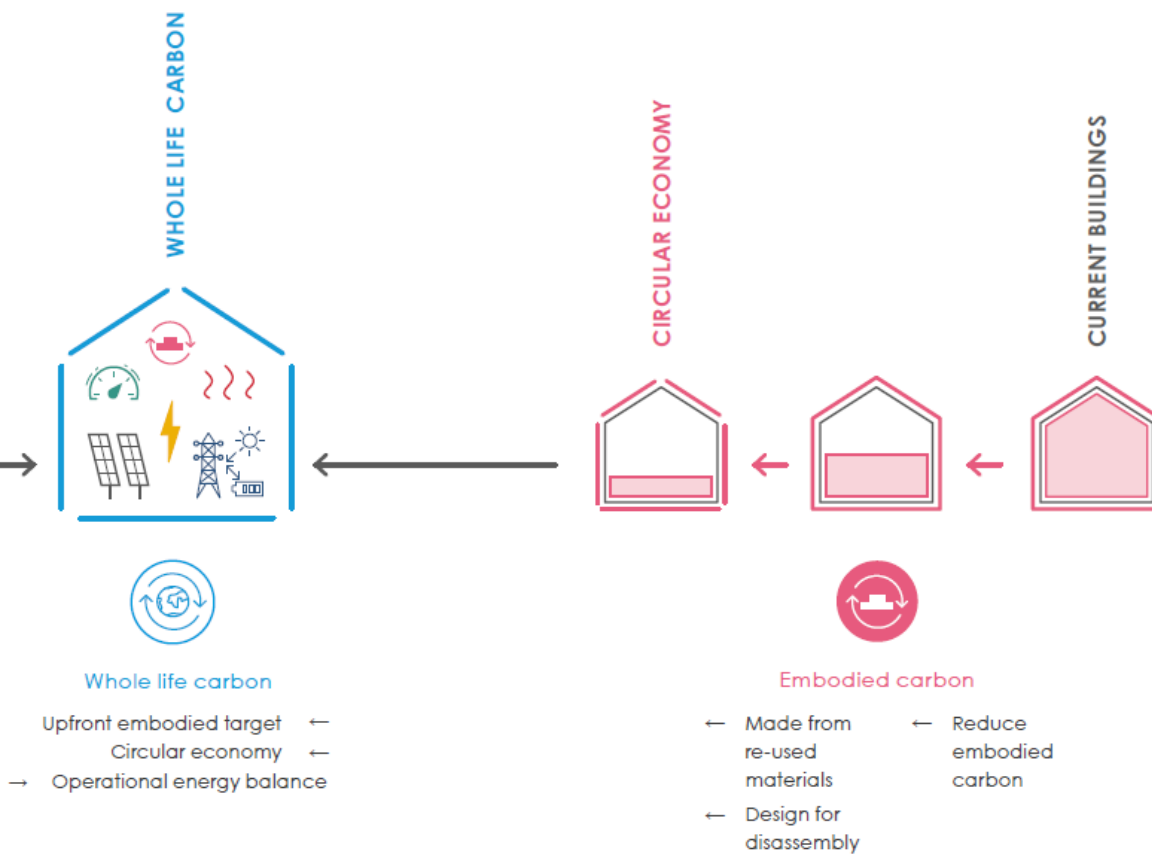 WHOLE LIFE CARBON
CIRCULAR ECONOMY
CURRENT BUILDINGS
Whole life carbon
Upfront embodied target ←
Circular economy ←
→ Operational energy balance
Embodied carbon
← Made from
re-used
materials
← Design for
disassembly
← Reduce
embodied
carbon